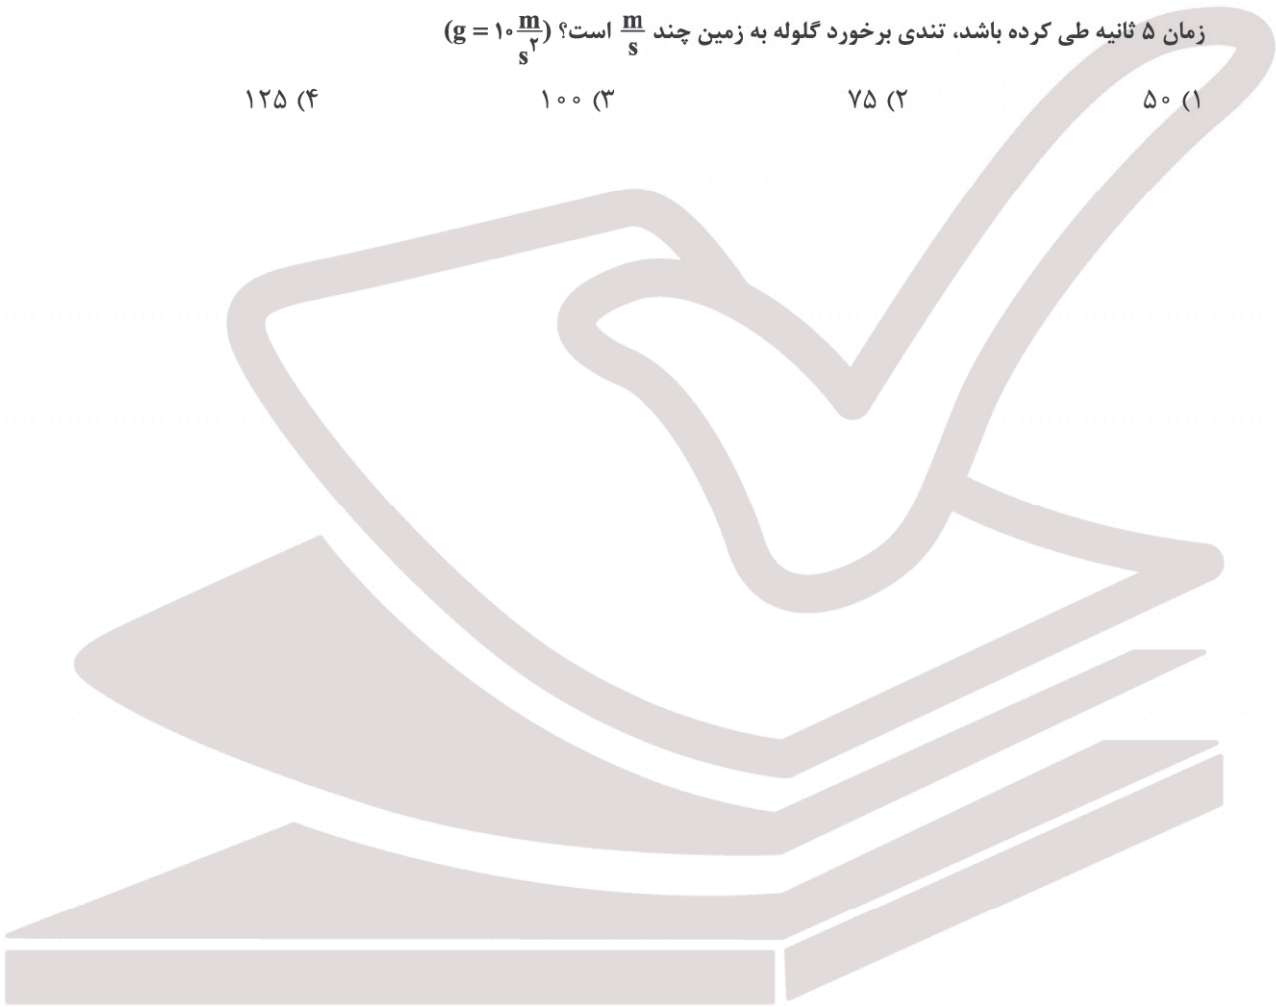 زمان ۵ ثانیه طی کرده باشد، تندی برخورد گلوله به زمین چند m/s است؟ (g = ۱۰ m/s²)
۱) ۵۰ ۲) ۷۵ ۳) ۱۰۰ ۴) ۱۲۵